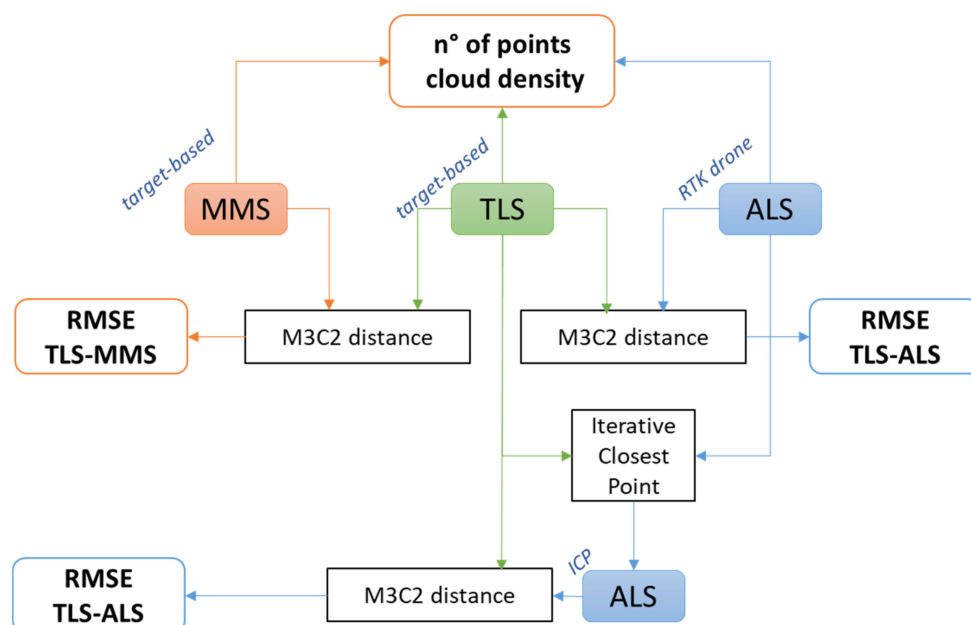 n° of points
cloud density
target-based
target-based
RTK drone
MMS
TLS
ALS
RMSE
TLS-MMS
M3C2 distance
M3C2 distance
RMSE
TLS-ALS
Iterative
Closest
Point
RMSE
TLS-ALS
M3C2 distance
ICP
ALS